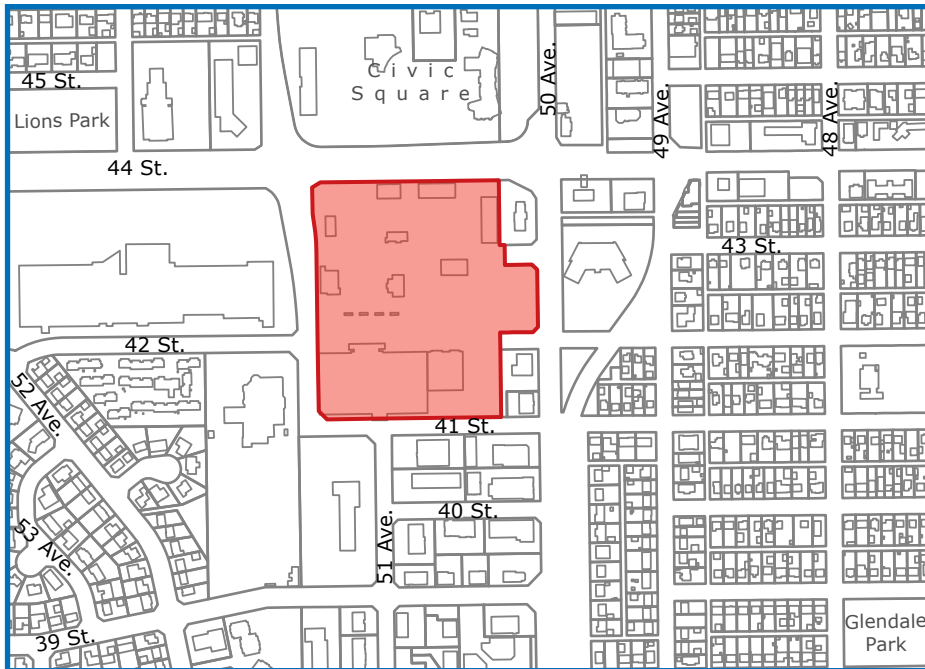 Civic
Square
45 St.
Lions Park
50 Ave.
49 Ave.
48 Ave.
44 St.
43 St.
42 St.
52 Ave.
41 St.
40 St.
51 Ave.
53 Ave.
39 St.
Glendale
Park